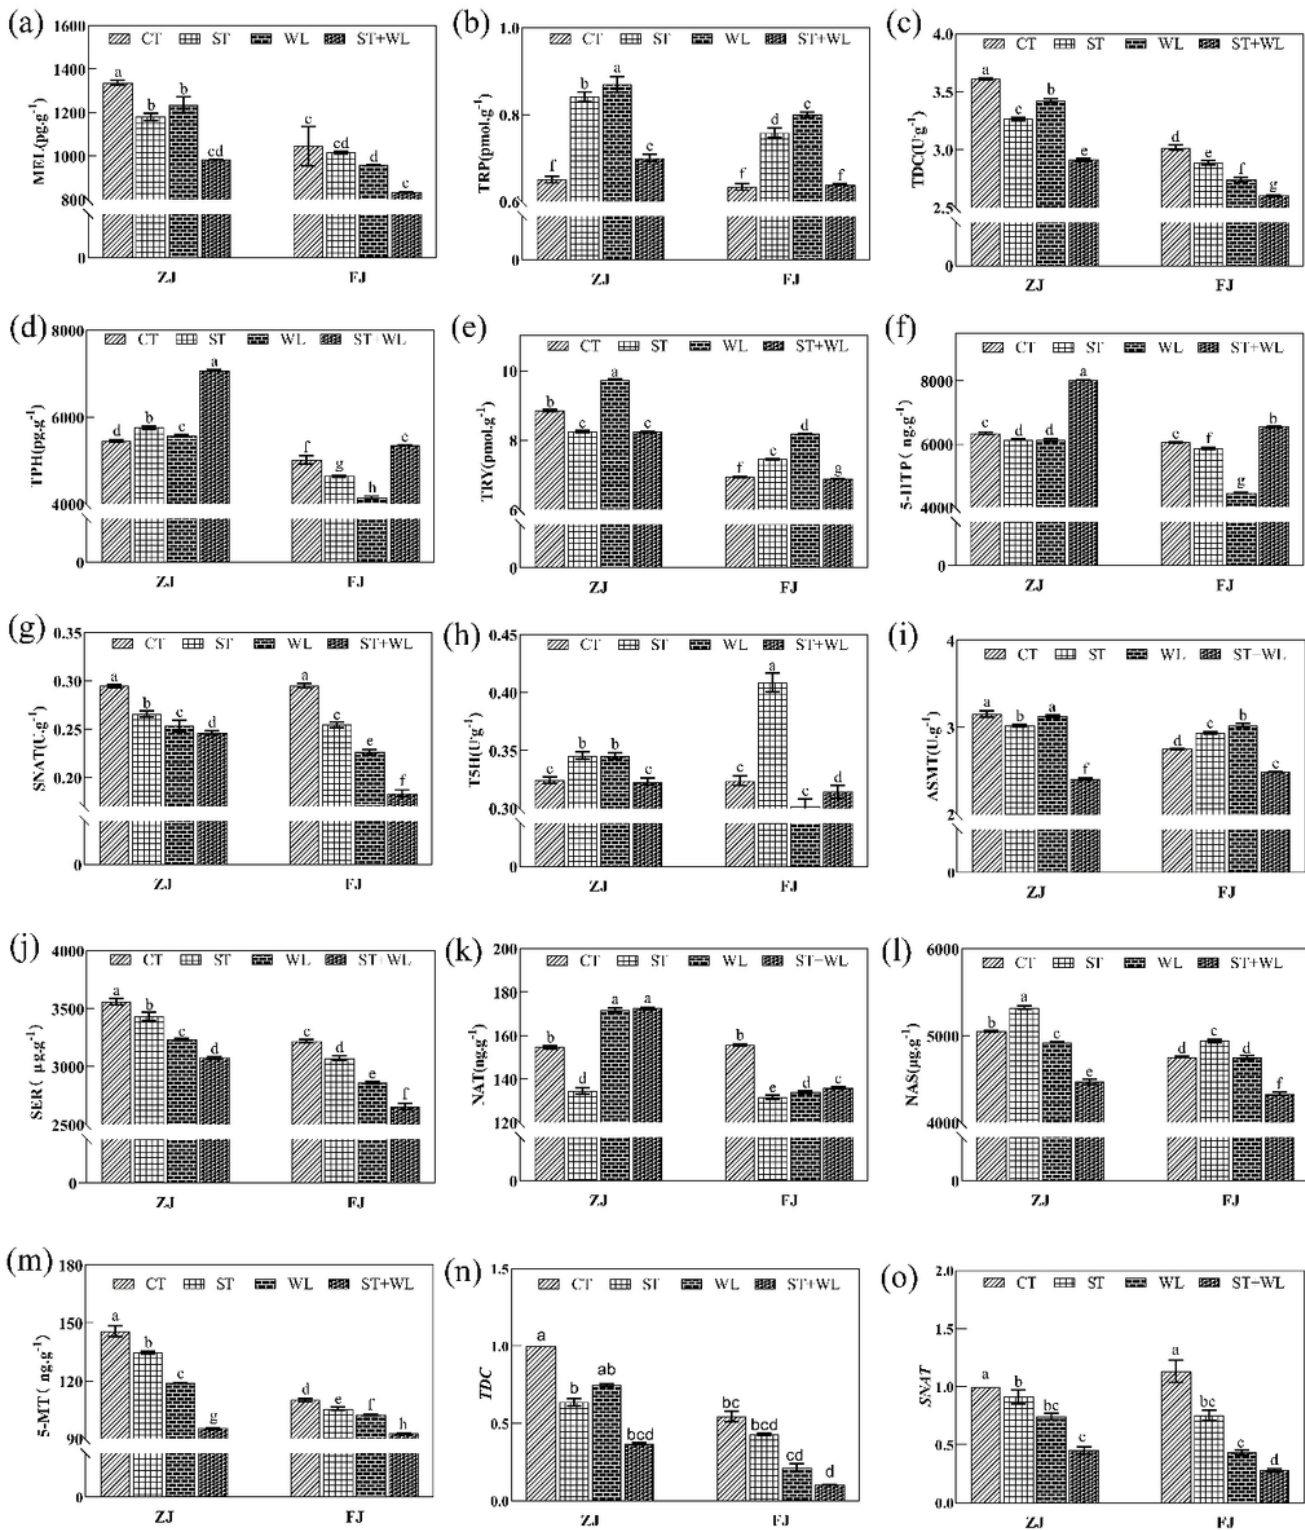 (a)
1600
CT ST WL ST+WL
1400
1200
1000
800
0
MEL(pg.g-1)
a b b cd
c cd d c
ZJ FJ
(b)
1.0
CT ST WL ST+WL
0.8
0.6
0
TRP(pmol.g-1)
f b a c
f d c f
ZJ FJ
(c)
4.0
CT ST WL ST+WL
3.5
3.0
2.5
0
TDC(U·g-1)
a c b e
d e f g
ZJ FJ
(d)
8000
CT ST WL ST+WL
6000
4000
0
TPH(pg.g-1)
d b c a
f g h c
ZJ FJ
(e)
CT ST WL ST+WL
10
8
6
0
TRY(pmol.g-1)
b c a c
f c d g
ZJ FJ
(f)
CT ST WL ST+WL
8000
6000
4000
0
5-HTP ( ng.g-1)
c d d a
c f g b
ZJ FJ
(g)
0.35
CT ST WL ST+WL
0.30
0.25
0.20
0
SNAT(U.g-1)
a b c d
a c e f
ZJ FJ
(h)
0.45
CT ST WL ST+WL
0.40
0.35
0.30
0
T5H(U·g-1)
c b b c
c a c d
ZJ FJ
(i)
4
CT ST WL ST−WL
3
2
0
ASMT(U.g-1)
a b a f
d c b e
ZJ FJ
(j)
4000
CT ST WL ST+WL
3500
3000
2500
0
SER ( μg.g-1)
a b c d
c d e f
ZJ FJ
(k)
200
CT ST WL ST−WL
180
160
140
120
0
NAT(ng.g-1)
b d a a
b e d c
ZJ FJ
(l)
6000
CT ST WL ST+WL
5000
4000
0
NAS(μg.g-1)
b a c e
d c d f
ZJ FJ
(m)
180
CT ST WL ST+WL
150
120
90
0
5-MT ( ng.g-1)
a b c g
d e f h
ZJ FJ
(n)
1.5
CT ST WL ST+WL
1.0
0.5
0.0
TDC
a b ab bcd
bc bcd cd d
ZJ FJ
(o)
2.0
CT ST WL ST−WL
1.5
1.0
0.5
0.0
SNAT
a b bc c
a bc c d
ZJ FJ